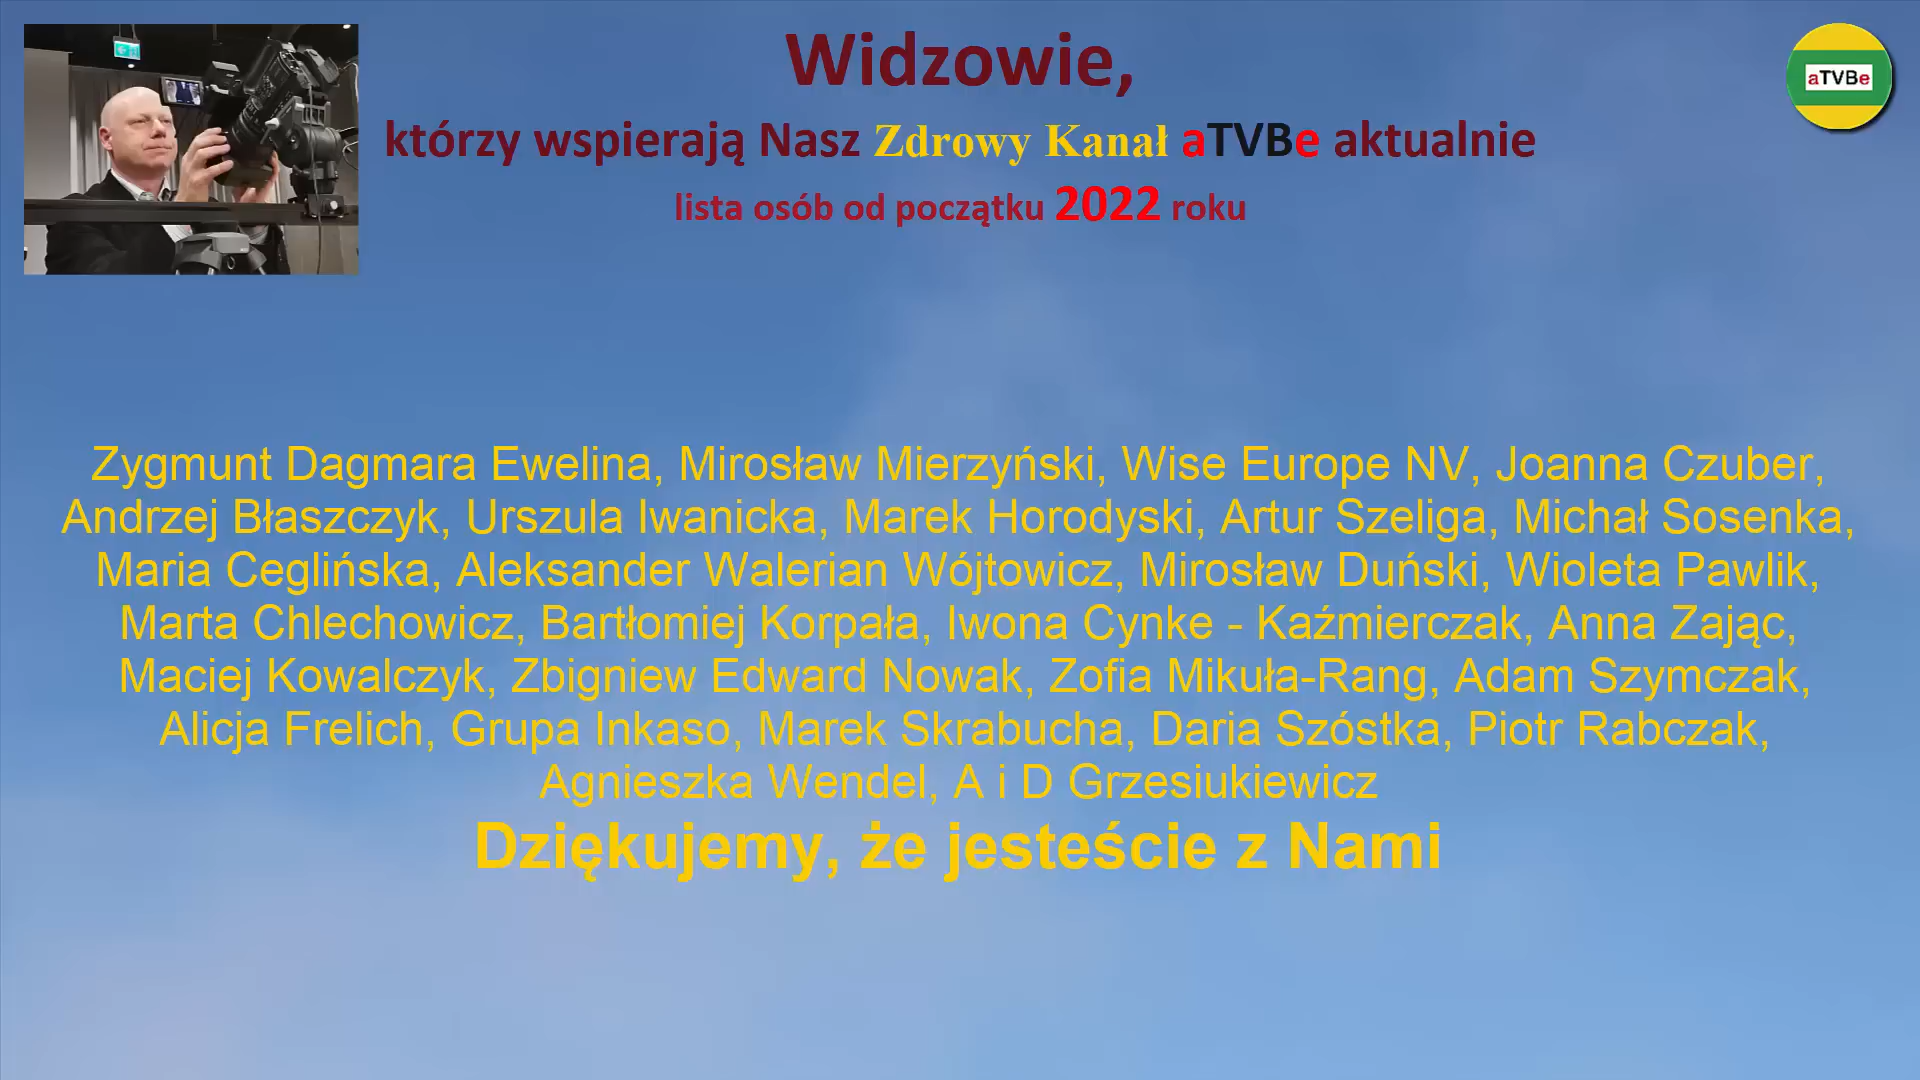 Widzowie,
którzy wspierają Nasz Zdrowy Kanał aTVBe aktualnie
lista osób od początku 2022 roku
aTVBe
Zygmunt Dagmara Ewelina, Mirosław Mierzyński, Wise Europe NV, Joanna Czuber,
Andrzej Błaszczyk, Urszula Iwanicka, Marek Horodyski, Artur Szeliga, Michał Sosenka,
Maria Ceglińska, Aleksander Walerian Wójtowicz, Mirosław Duński, Wioleta Pawlik,
Marta Chlechowicz, Bartłomiej Korpała, Iwona Cynke - Kaźmierczak, Anna Zając,
Maciej Kowalczyk, Zbigniew Edward Nowak, Zofia Mikuła-Rang, Adam Szymczak,
Alicja Frelich, Grupa Inkaso, Marek Skrabucha, Daria Szóstka, Piotr Rabczak,
Agnieszka Wendel, A i D Grzesiukiewicz
Dziękujemy, że jesteście z Nami